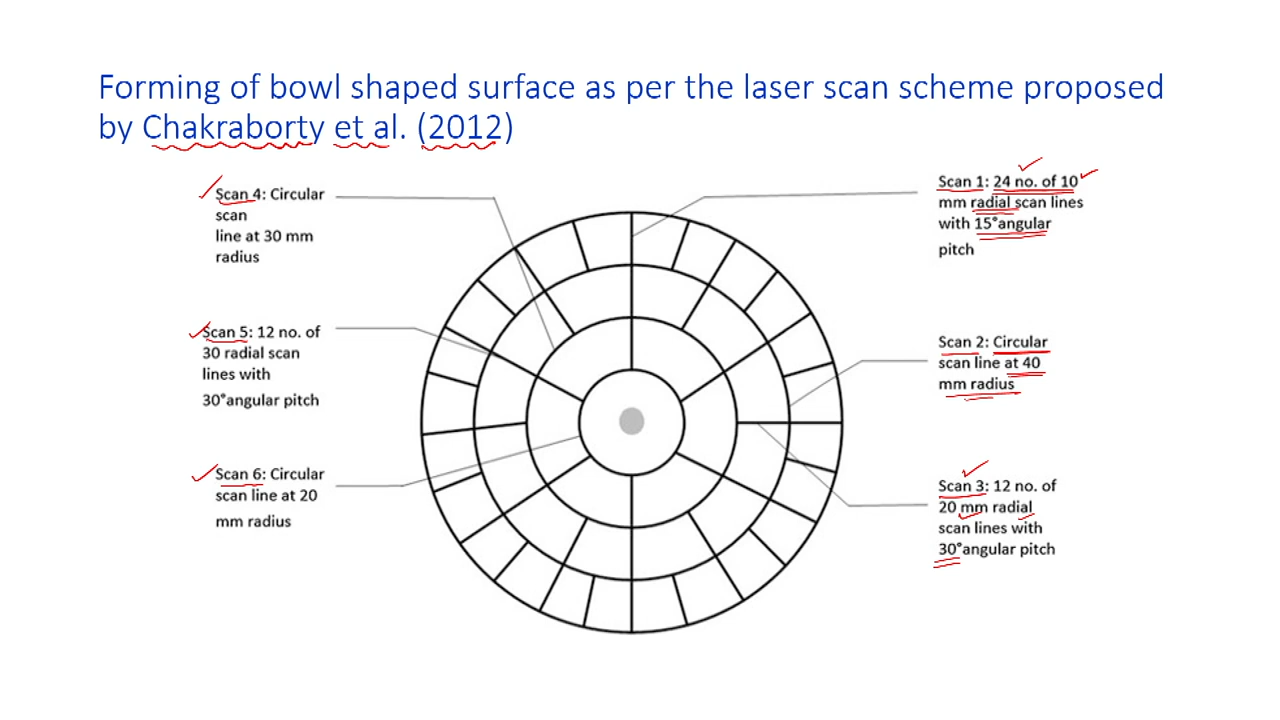 Forming of bowl shaped surface as per the laser scan scheme proposed
by Chakraborty et al. (2012)
Scan 4: Circular
scan
line at 30 mm
radius
Scan 5: 12 no. of
30 radial scan
lines with
30°angular pitch
Scan 6: Circular
scan line at 20
mm radius
Scan 1: 24 no. of 10
mm radial scan lines
with 15°angular
pitch
Scan 2: Circular
scan line at 40
mm radius
Scan 3: 12 no. of
20 mm radial
scan lines with
30°angular pitch